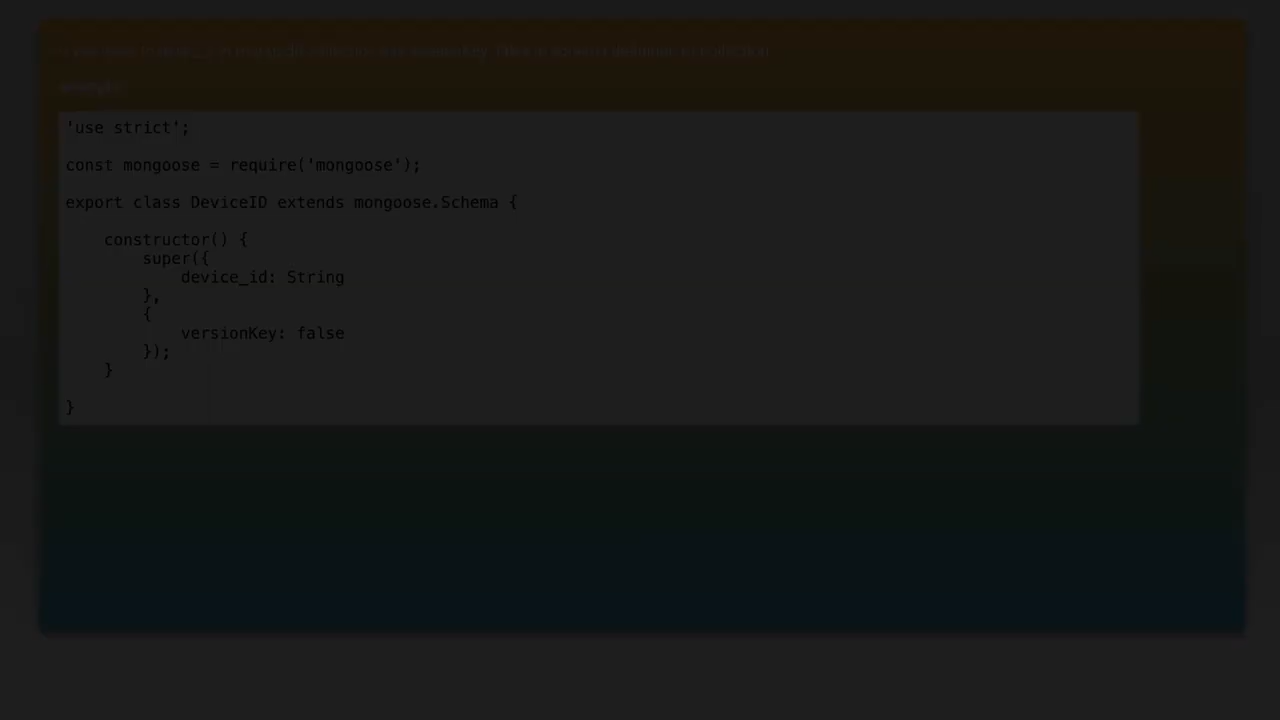 'use strict';
const mongoose = require('mongoose');
export class DeviceID extends mongoose.Schema {
constructor() {
super({
device_id: String
},
{
versionKey: false
});
}
}